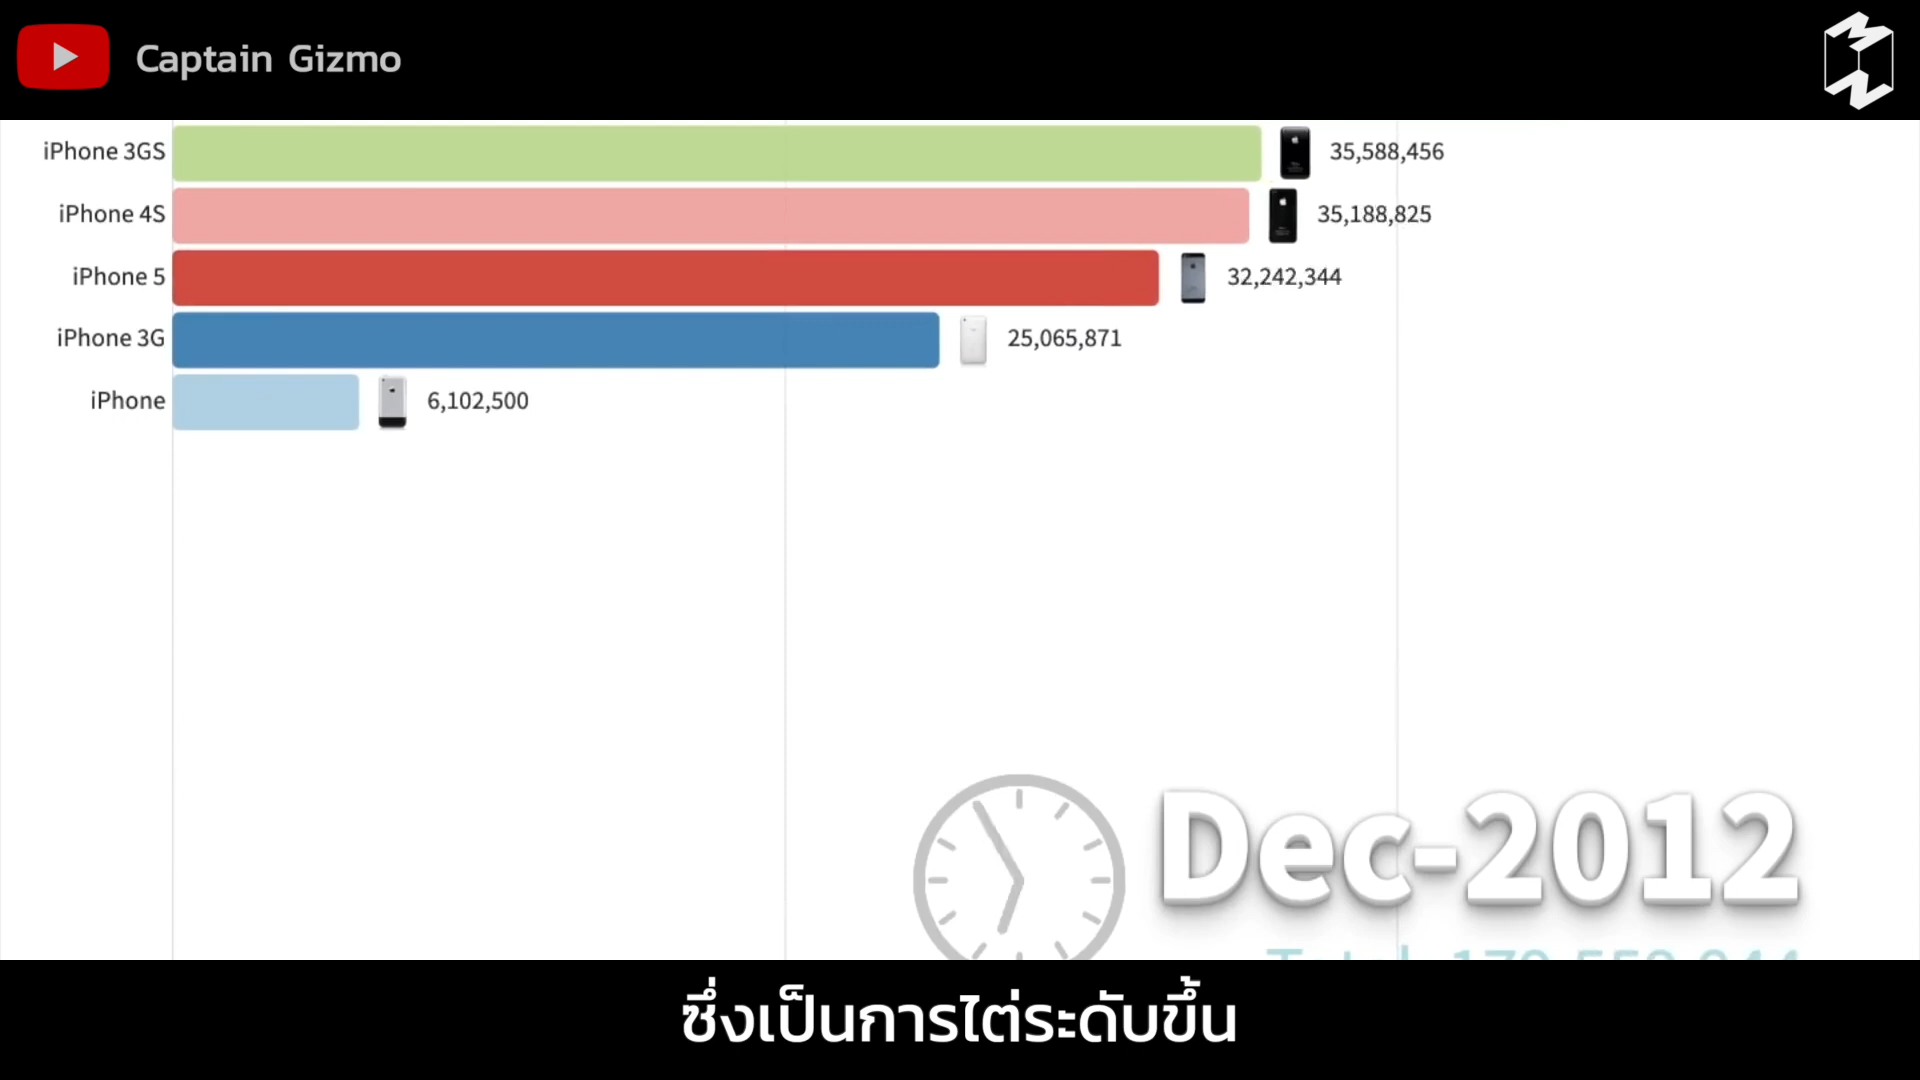 Captain Gizmo
iPhone 3GS 35,588,456
iPhone 4S 35,188,825
iPhone 5 32,242,344
iPhone 3G 25,065,871
iPhone 6,102,500
Dec-2012
ซึ่งเป็นการไต่ระดับขึ้น